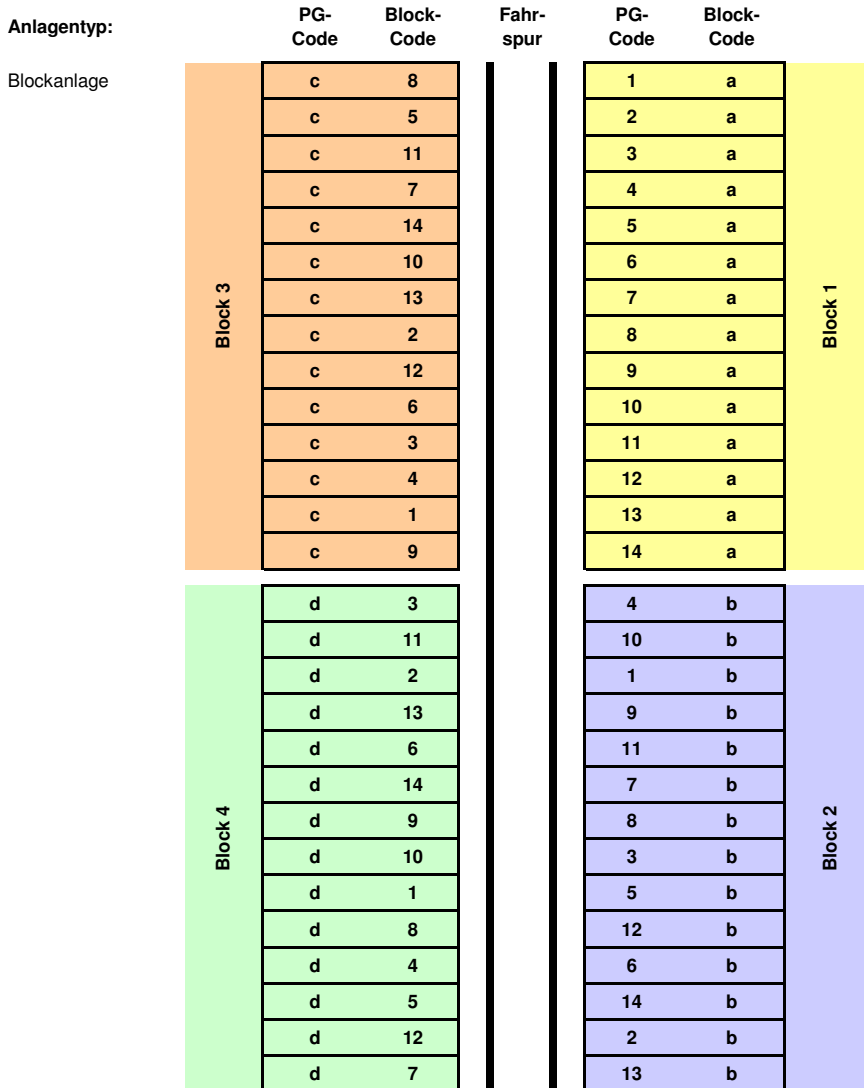 Anlagentyp: PG-Code Block-Code Fahr-spur PG-Code Block-Code
Blockanlage c 8 1 a
c 5 2 a
c 11 3 a
c 7 4 a
c 14 5 a
c 10 6 a
Block 3 c 13 7 a Block 1
c 2 8 a
c 12 9 a
c 6 10 a
c 3 11 a
c 4 12 a
c 1 13 a
c 9 14 a
d 3 4 b
d 11 10 b
d 2 1 b
d 13 9 b
d 6 11 b
d 14 7 b
Block 4 d 9 8 b Block 2
d 10 3 b
d 1 5 b
d 8 12 b
d 4 6 b
d 5 14 b
d 12 2 b
d 7 13 b